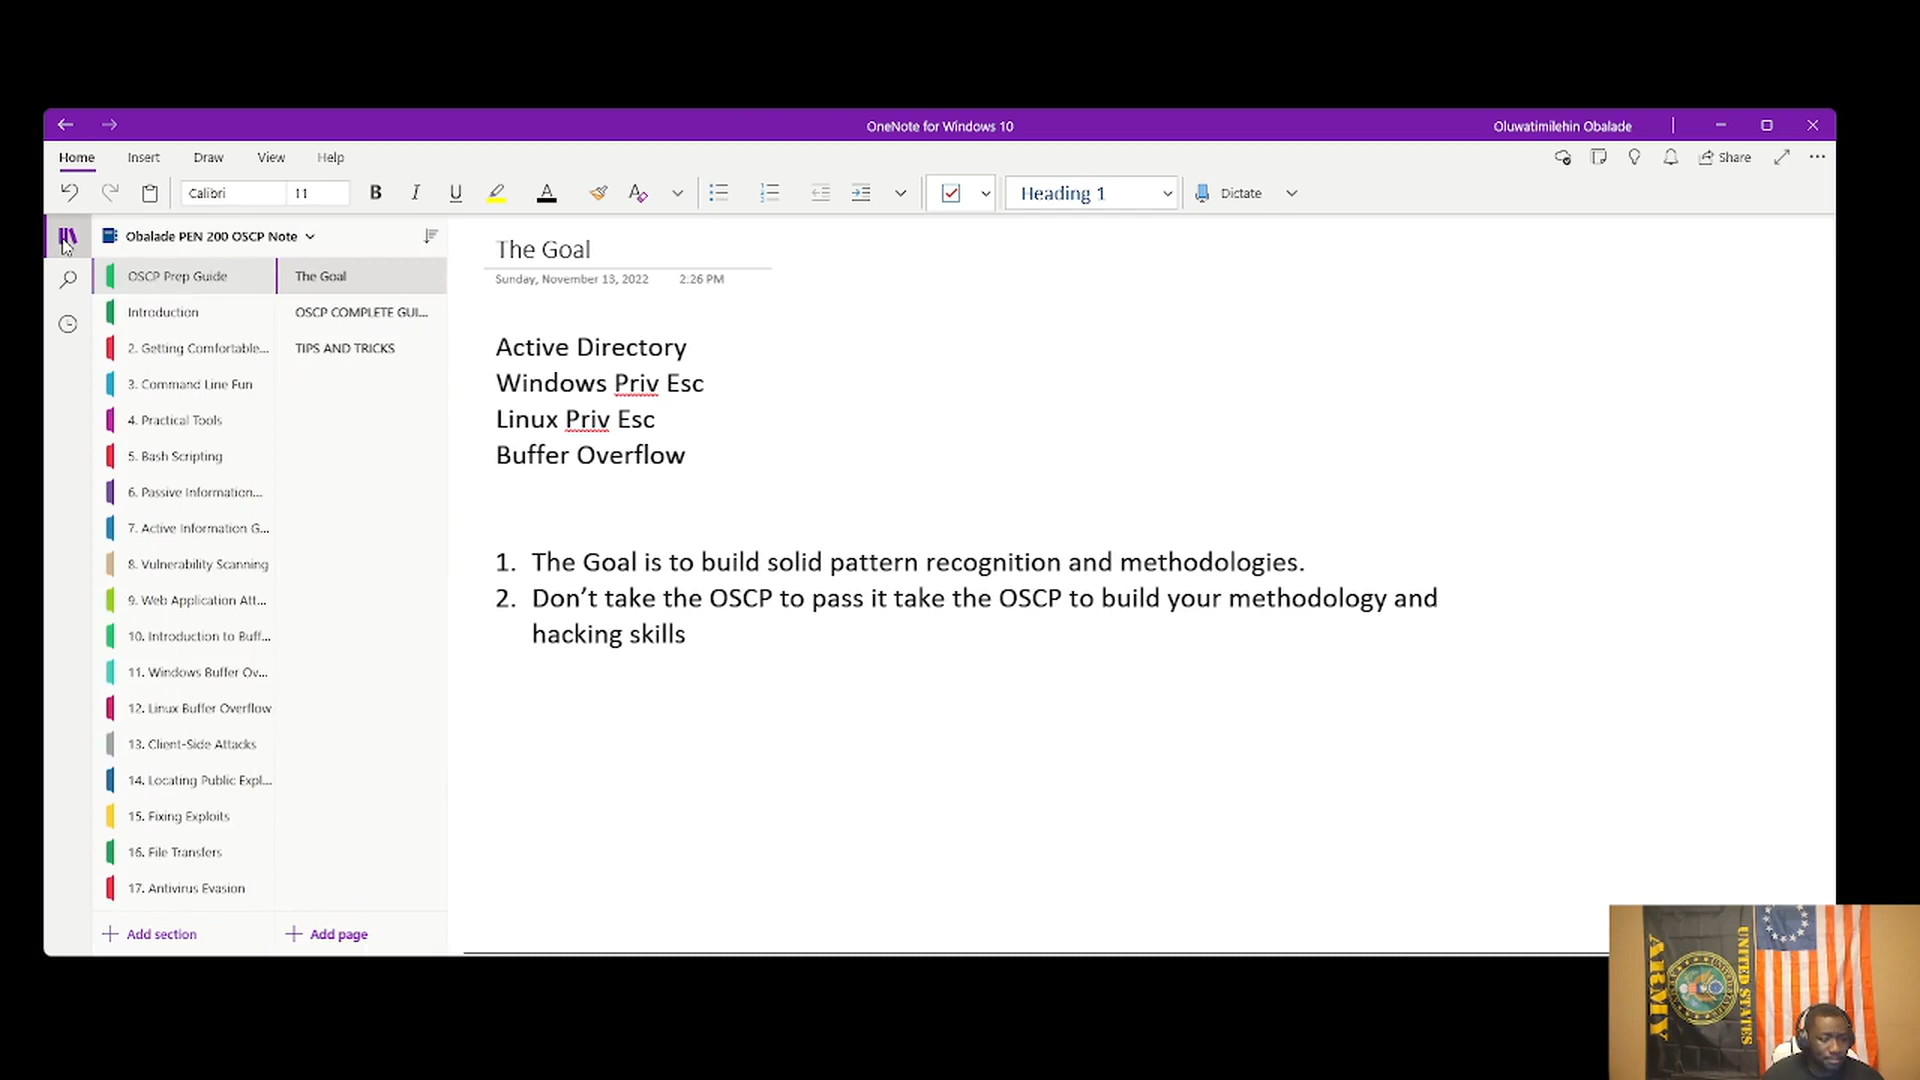 OneNote for Windows 10
Oluwatimilehin Obalade
Home Insert Draw View Help
Share
Calibri 11 B I U A A Heading 1 Dictate
Obalade PEN 200 OSCP Note
OSCP Prep Guide
Introduction
2. Getting Comfortable...
3. Command Line Fun
4. Practical Tools
5. Bash Scripting
6. Passive Information...
7. Active Information G...
8. Vulnerability Scanning
9. Web Application Att...
10. Introduction to Buff...
11. Windows Buffer Ov...
12. Linux Buffer Overflow
13. Client-Side Attacks
14. Locating Public Expl...
15. Fixing Exploits
16. File Transfers
17. Antivirus Evasion
Add section
The Goal
OSCP COMPLETE GUI...
TIPS AND TRICKS
Add page
The Goal
Sunday, November 13, 2022 2:26 PM
Active Directory
Windows Priv Esc
Linux Priv Esc
Buffer Overflow
1. The Goal is to build solid pattern recognition and methodologies.
2. Don’t take the OSCP to pass it take the OSCP to build your methodology and
hacking skills
ARMY
UNITED STATES